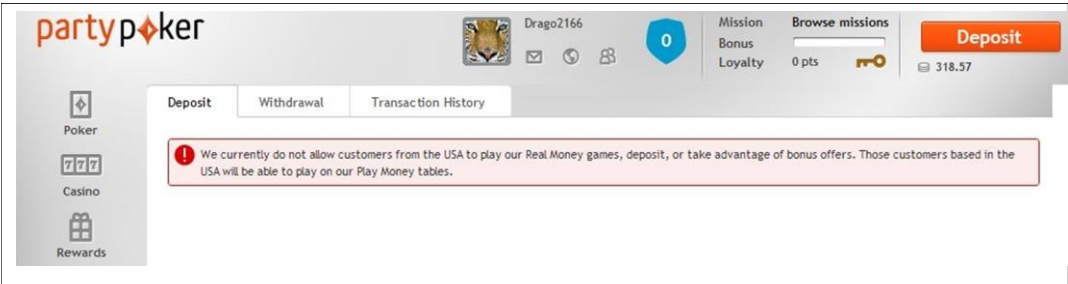 partypoker
Drago2166
0
Mission Browse missions
Bonus
Loyalty 0 pts
Deposit
318.57
Poker
777
Casino
Rewards
Deposit Withdrawal Transaction History
We currently do not allow customers from the USA to play our Real Money games, deposit, or take advantage of bonus offers. Those customers based in the
USA will be able to play on our Play Money tables.